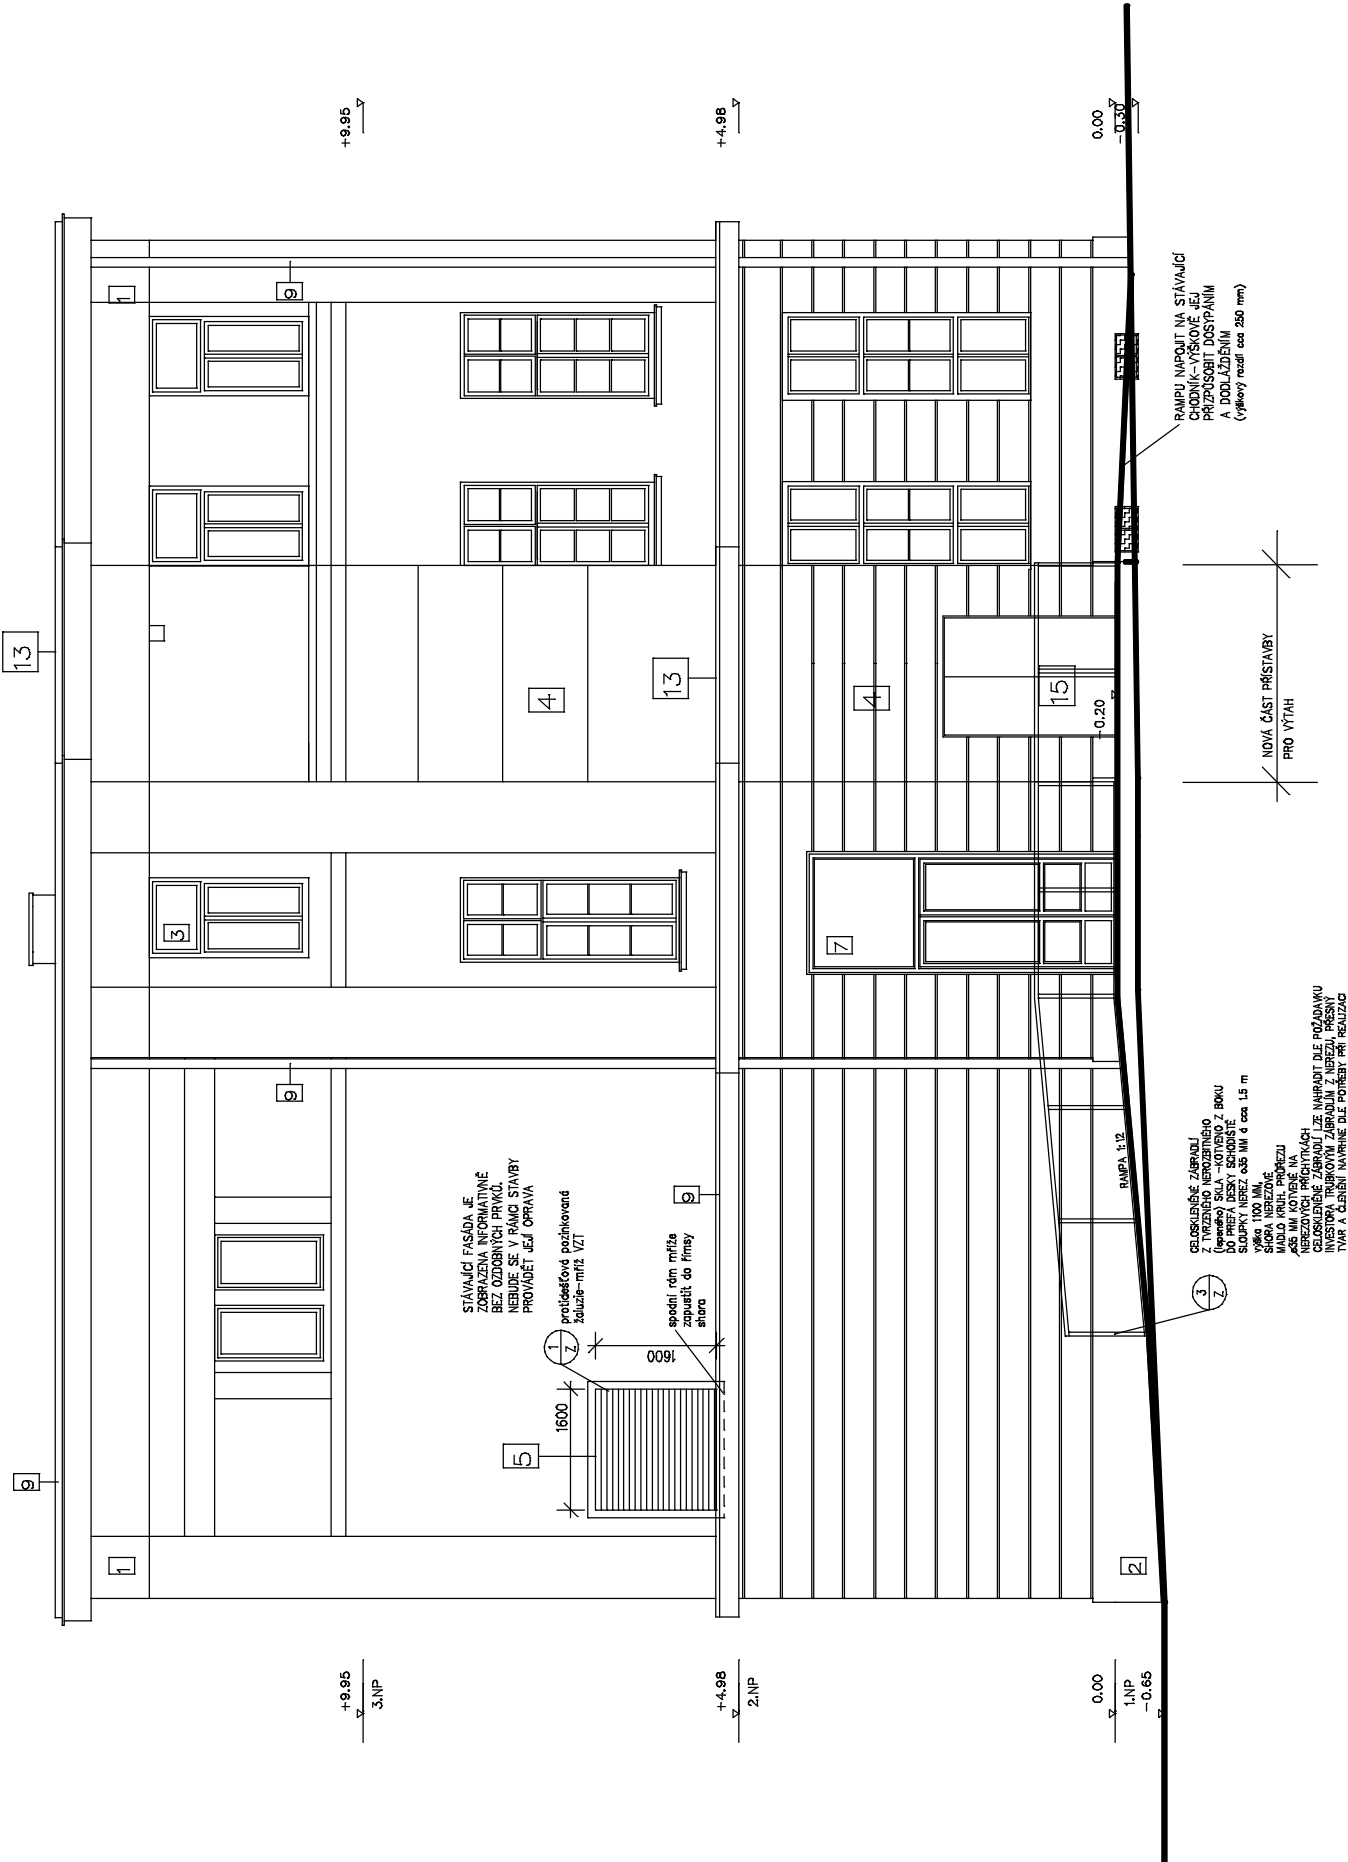 13
9
1
1
3
9
9
+9.95
3.NP
+9.95
STÁVAJÍCÍ FASÁDA JE
ZOBRAZENA INFORMATIVNĚ
BEZ OZDOBNÝCH PRVKŮ.
NEBUDE SE V RÁMCI STAVBY
PROVÁDĚT JEJÍ OPRAVA
1
Z
protidešťová pozinkovaná
žaluzie-mříž VZT
5
1600
1600
spodní rám mříže
zapustit do římsy
shora
9
4
13
+4.98
2.NP
+4.98
7
4
15
-0.20
0.00
1.NP
-0.65
0.00
-0.30
2
RAMPA 1:12
RAMPU NAPOJIT NA STÁVAJÍCÍ
CHODNÍK-VÝŠKOVĚ JEJ
PŘIZPŮSOBIT DOSYPÁNÍM
A DODLÁŽDĚNÍM
(výškový rozdíl cca 250 mm)
NOVÁ ČÁST PŘÍSTAVBY
PRO VÝTAH
3
Z
CELOSKLENĚNÉ ZÁBRADLÍ
Z TVRZENÉHO NEROZBITNÉHO
(lepeného) SKLA -KOTVENO Z BOKU
DO PREFA DESKY SCHODIŠTĚ
SLOUPKY NEREZ ø35 MM á cca 1,5 m
výška 1100 MM,
SHORA NEREZOVÉ
MADLO KRUH. PRŮŘEZU
ø35 MM KOTVENÉ NA
NEREZOVÝCH PŘÍCHYTKÁCH
CELOSKLENĚNÉ ZÁBRADLÍ LZE NAHRADIT DLE POŽADAVKU
INVESTORA TRUBKOVÝM ZÁBRADLÍM Z NEREZU, PŘESNÝ
TVAR A ČLENĚNÍ NAVRHNE DLE POTŘEBY PŘI REALIZACI